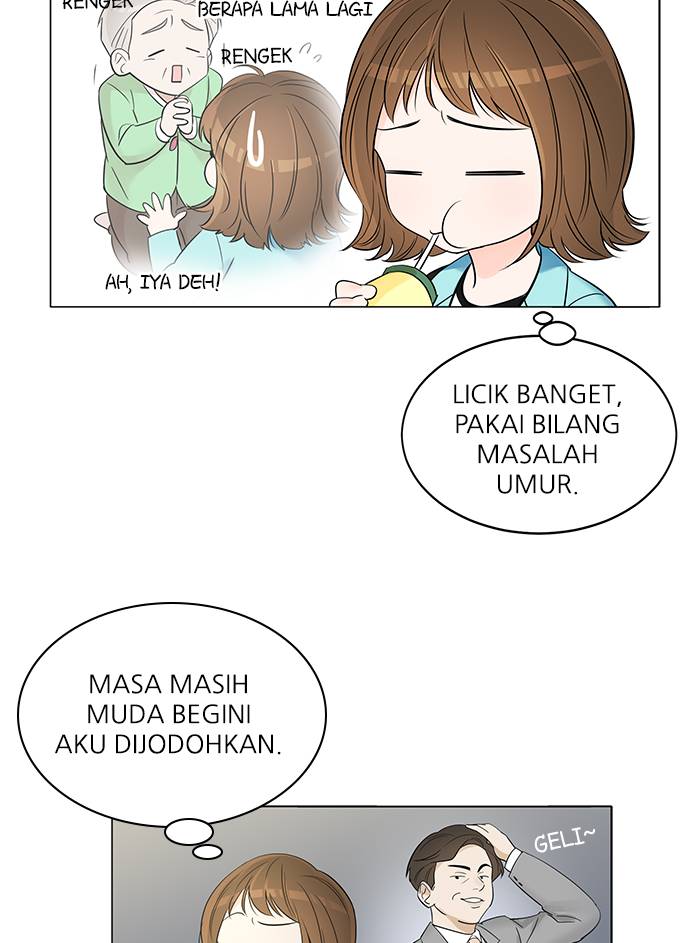 RENGEK
BERAPA LAMA LAGI
RENGEK
AH, IYA DEH!
LICIK BANGET,
PAKAI BILANG
MASALAH
UMUR.
MASA MASIH
MUDA BEGINI
AKU DIJODOHKAN.
GELI~